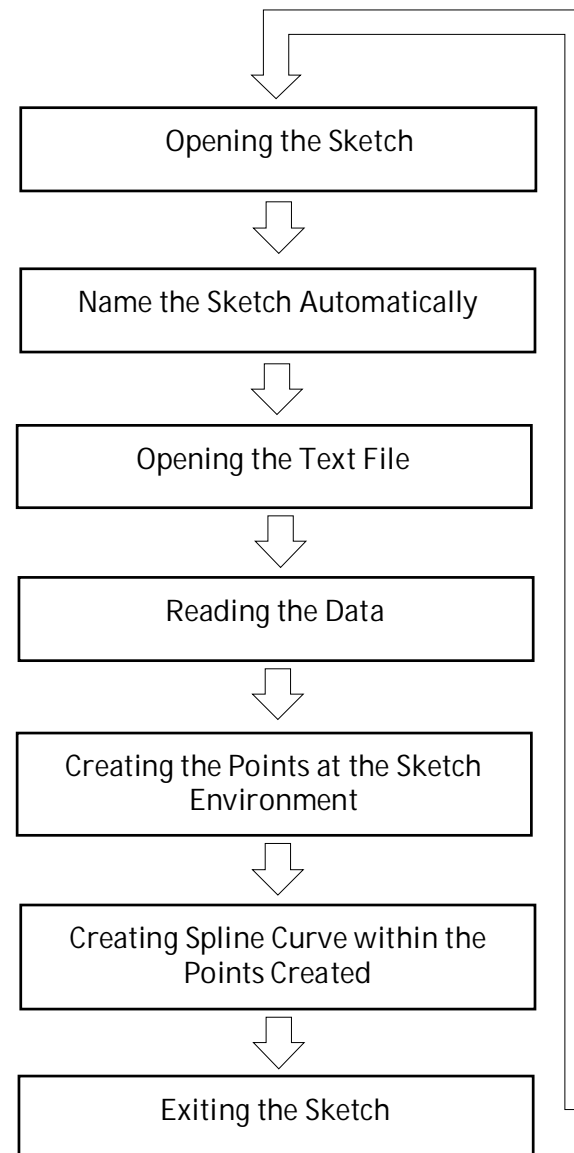 Opening the Sketch
Name the Sketch Automatically
Opening the Text File
Reading the Data
Creating the Points at the Sketch
Environment
Creating Spline Curve within the
Points Created
Exiting the Sketch